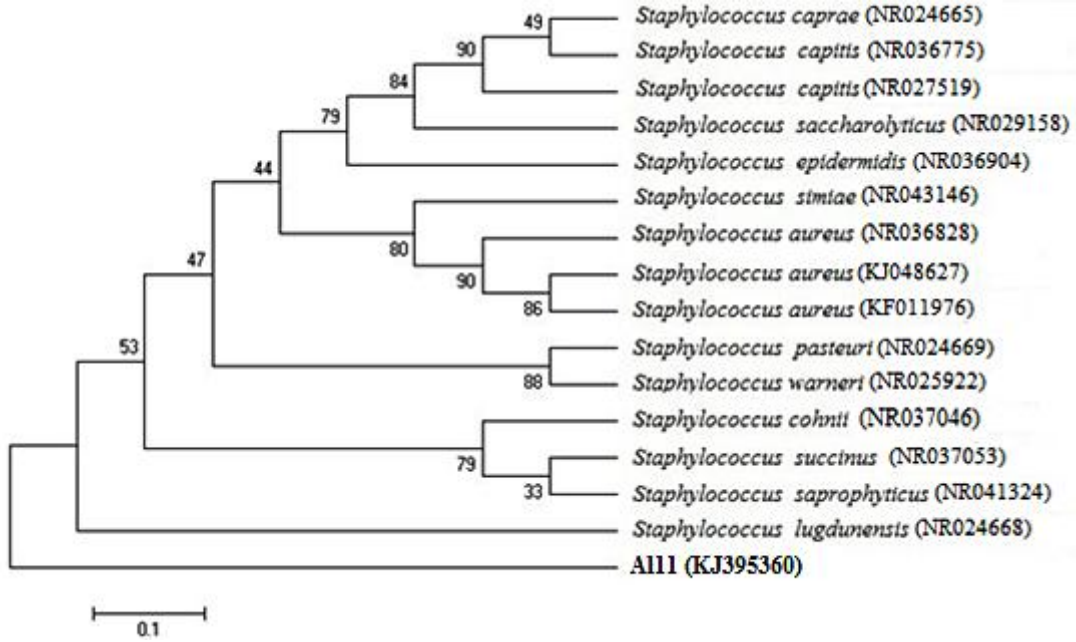 Staphylococcus caprae (NR024665)
49
Staphylococcus capitis (NR036775)
90
Staphylococcus capitis (NR027519)
84
Staphylococcus saccharolyticus (NR029158)
79
Staphylococcus epidermidis (NR036904)
44
Staphylococcus simiae (NR043146)
Staphylococcus aureus (NR036828)
80
Staphylococcus aureus (KJ048627)
47
90
Staphylococcus aureus (KF011976)
86
Staphylococcus pasteuri (NR024669)
53
Staphylococcus warneri (NR025922)
88
Staphylococcus cohnii (NR037046)
Staphylococcus succinus (NR037053)
79
Staphylococcus saprophyticus (NR041324)
33
Staphylococcus lugdunensis (NR024668)
Al11 (KJ395360)
0.1